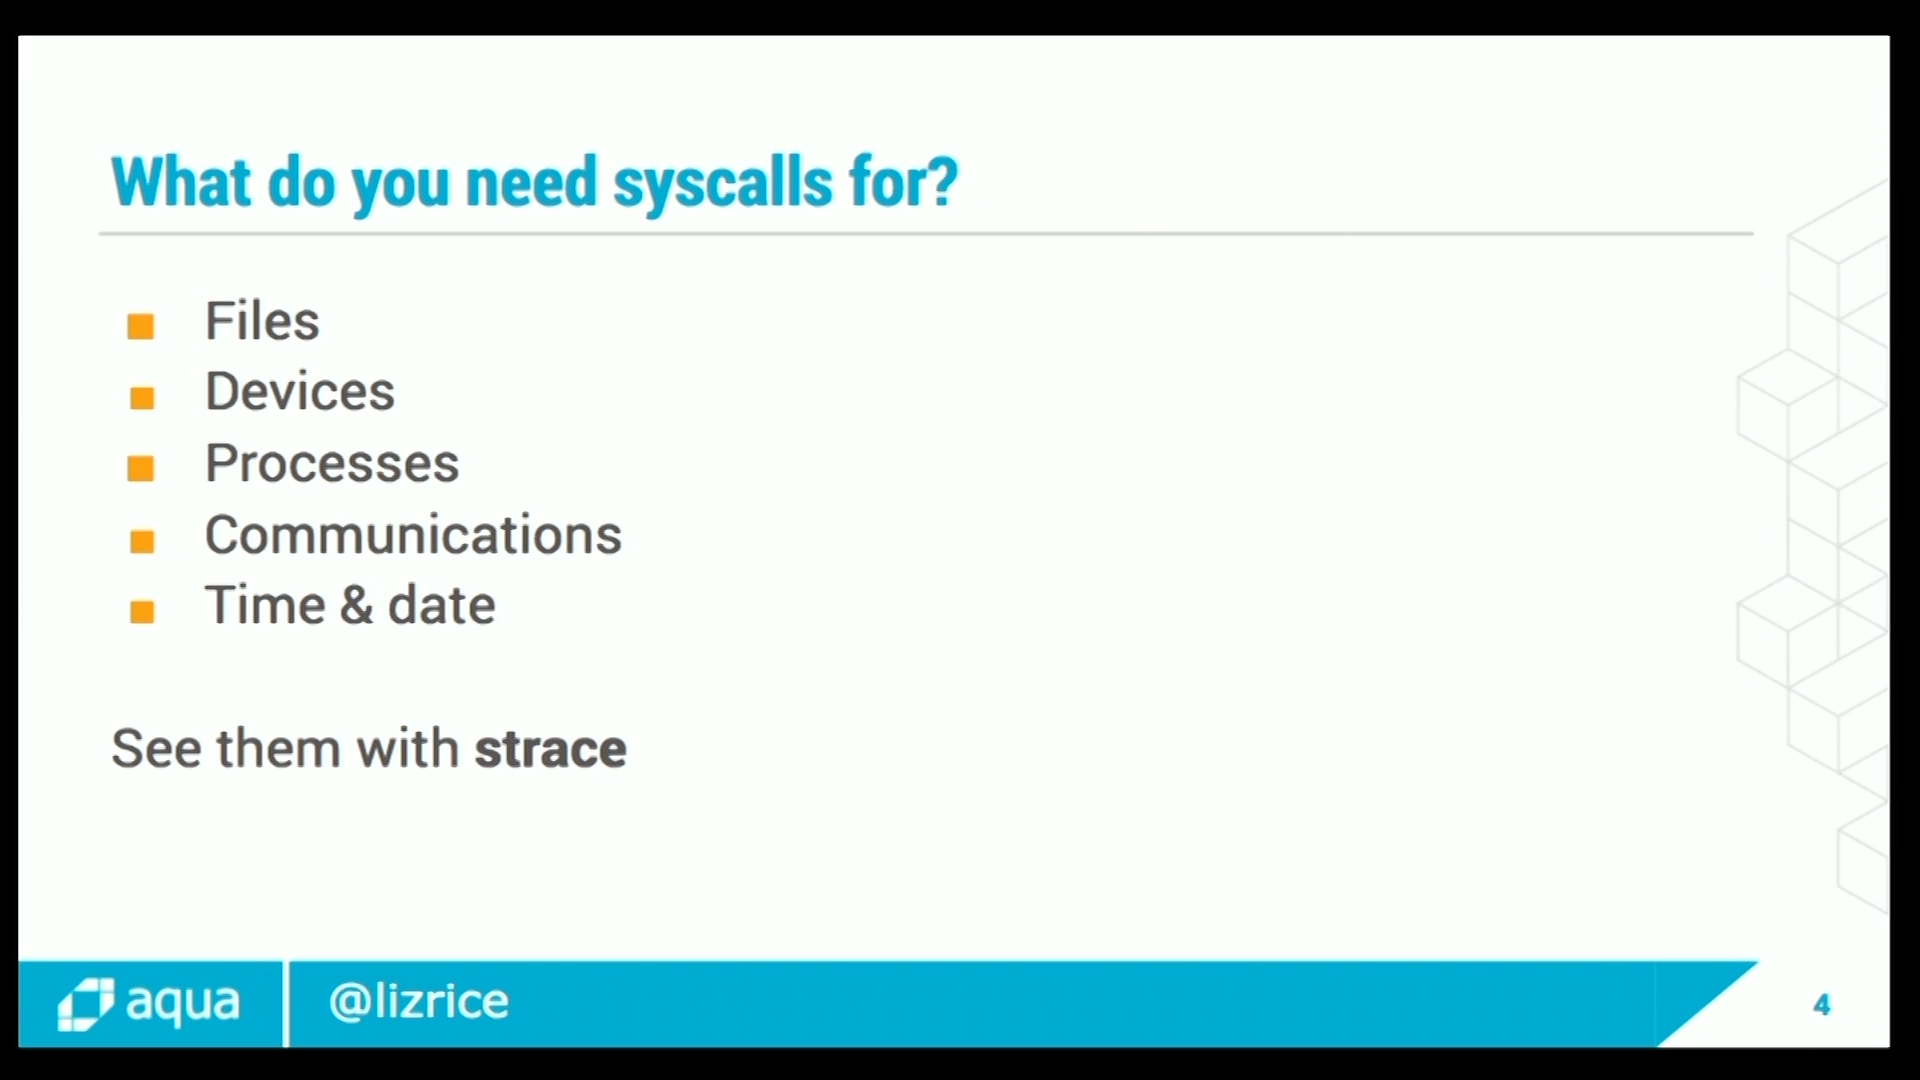 What do you need syscalls for?
Files
Devices
Processes
Communications
Time & date
See them with strace
aqua
@lizrice
4